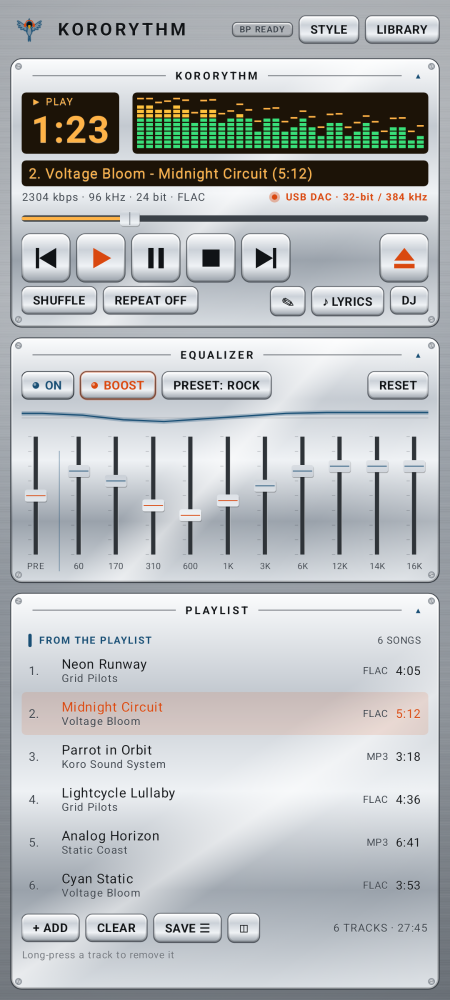 KORORYTHM
BP READY
STYLE
LIBRARY
KORORYTHM
PLAY
1:23
2. Voltage Bloom - Midnight Circuit (5:12)
2304 kbps · 96 kHz · 24 bit · FLAC
USB DAC · 32-bit / 384 kHz
SHUFFLE
REPEAT OFF
♪ LYRICS
DJ
EQUALIZER
ON
BOOST
PRESET: ROCK
RESET
PRE 60 170 310 600 1K 3K 6K 12K 14K 16K
PLAYLIST
FROM THE PLAYLIST
6 SONGS
1. Neon Runway FLAC 4:05
Grid Pilots
2. Midnight Circuit FLAC 5:12
Voltage Bloom
3. Parrot in Orbit MP3 3:18
Koro Sound System
4. Lightcycle Lullaby FLAC 4:36
Grid Pilots
5. Analog Horizon MP3 6:41
Static Coast
6. Cyan Static FLAC 3:53
Voltage Bloom
+ ADD
CLEAR
SAVE ☰
6 TRACKS · 27:45
Long-press a track to remove it